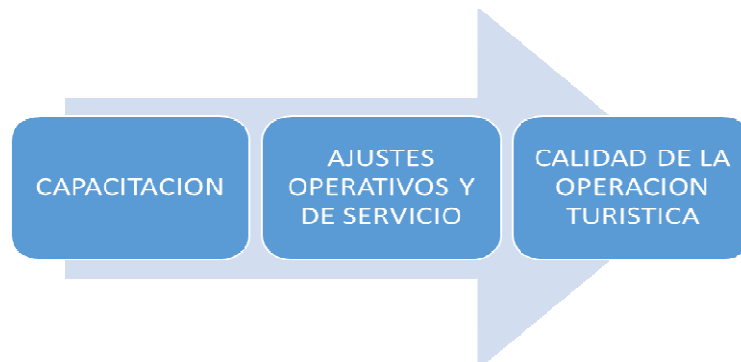 CAPACITACION
AJUSTES
OPERATIVOS Y
DE SERVICIO
CALIDAD DE LA
OPERACION
TURISTICA